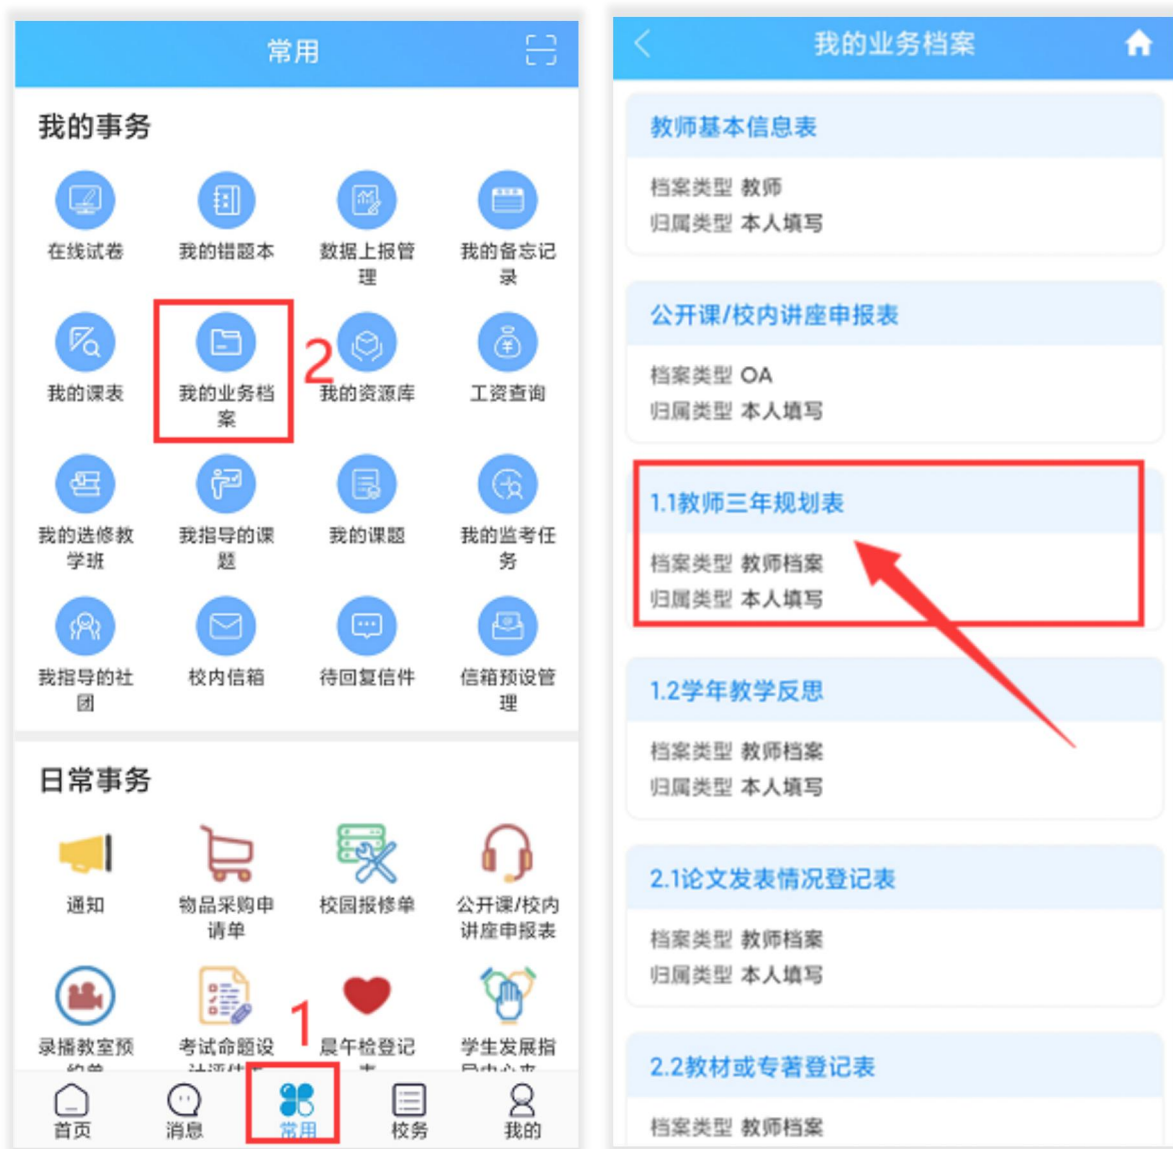 常用
我的事务
在线试卷 我的错题本 数据上报管 我的备忘记
理 录
我的课表 我的业务档 2 我的资源库 工资查询
案
我的选修教 我指导的课 我的课题 我的监考任
学班 题 务
我指导的社 校内信箱 待回复信件 信箱预设管
团 理
日常事务
通知 物品采购申 校园报修单 公开课/校内
请单 讲座申报表
1
录播教室预 考试命题设 晨午检登记 学生发展指
首页 消息 常用 校务 我的
我的业务档案
教师基本信息表
档案类型 教师
归属类型 本人填写
公开课/校内讲座申报表
档案类型 OA
归属类型 本人填写
1.1教师三年规划表
档案类型 教师档案
归属类型 本人填写
1.2学年教学反思
档案类型 教师档案
归属类型 本人填写
2.1论文发表情况登记表
档案类型 教师档案
归属类型 本人填写
2.2教材或专著登记表
档案类型 教师档案